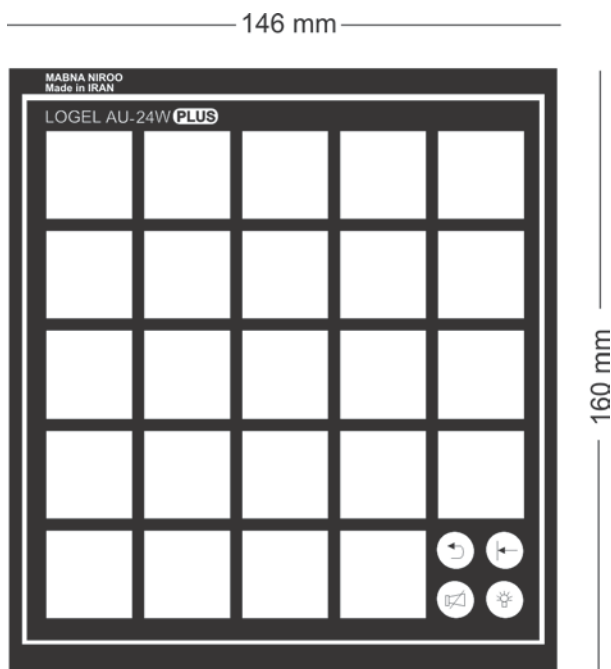 146 mm
MABNA NIROO
Made in IRAN
LOGEL AU-24W PLUS
160 mm